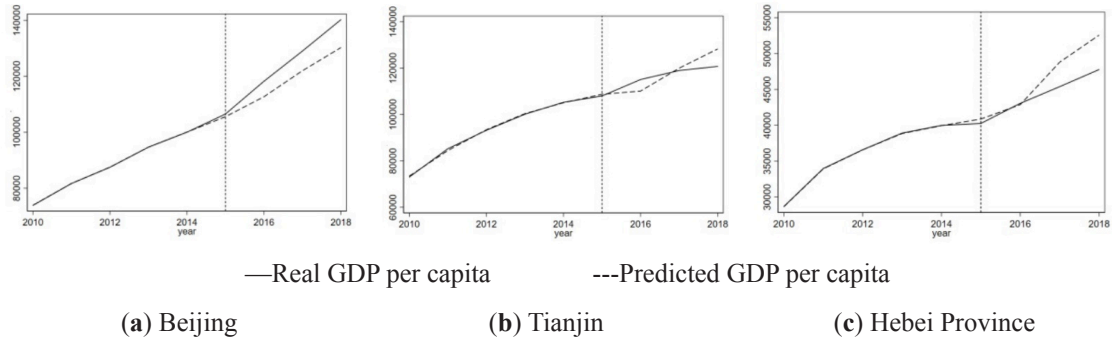 140000
120000
100000
80000
2010 2012 2014 2016 2018
year
140000
120000
100000
80000
60000
2010 2012 2014 2016 2018
year
55000
50000
45000
40000
35000
30000
2010 2012 2014 2016 2018
year
—Real GDP per capita ---Predicted GDP per capita
(a) Beijing (b) Tianjin (c) Hebei Province